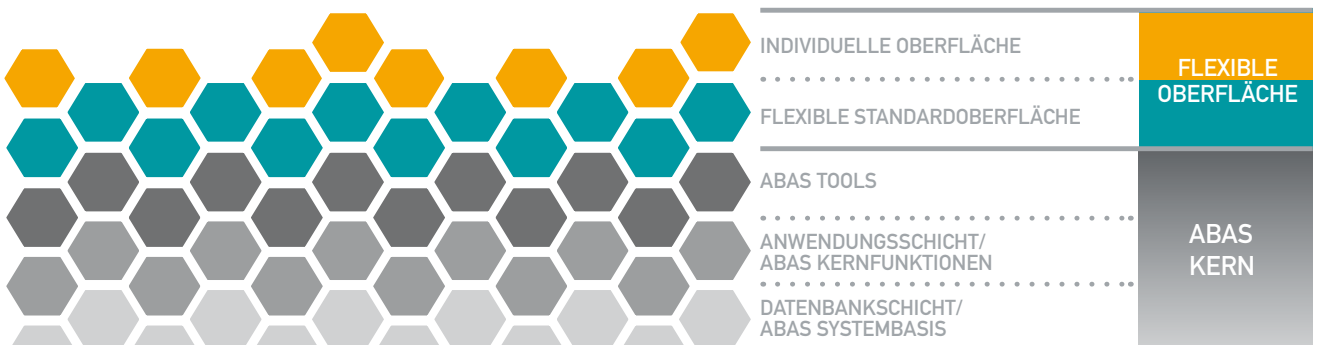 INDIVIDUELLE OBERFLÄCHE
FLEXIBLE STANDARDOBERFLÄCHE
FLEXIBLE
OBERFLÄCHE
ABAS TOOLS
ANWENDUNGSSCHICHT/
ABAS KERNFUNKTIONEN
DATENBANKSCHICHT/
ABAS SYSTEMBASIS
ABAS
KERN